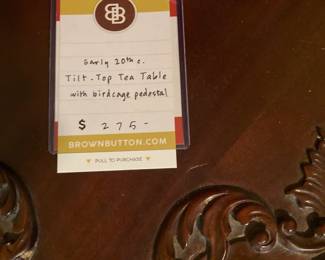 BB
Early 20th c.
Tilt-Top Tea Table
with birdcage pedestal
$ 275-
BROWNBUTTON.COM
PULL TO PURCHASE